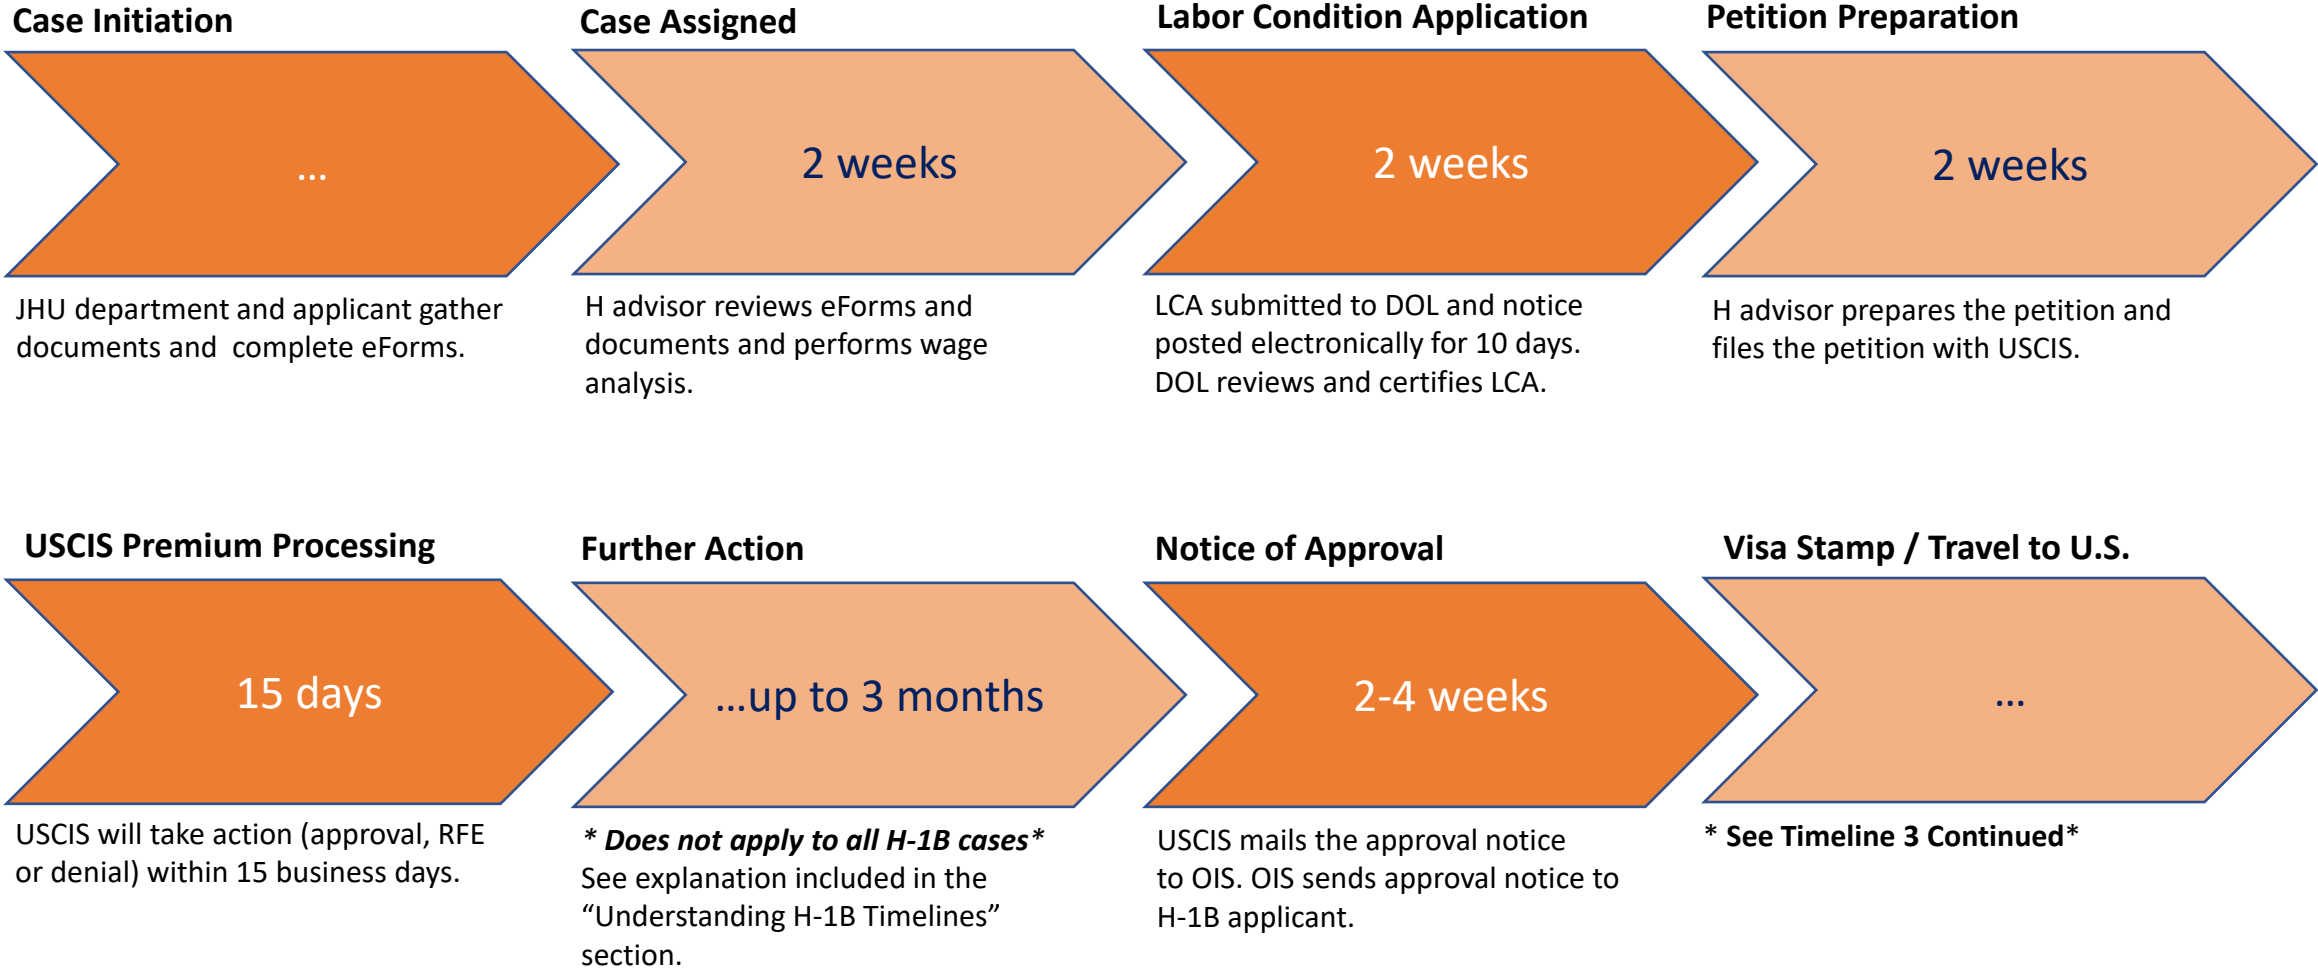 Case Initiation
...
JHU department and applicant gather
documents and  complete eForms.
Case Assigned
2 weeks
H advisor reviews eForms and
documents and performs wage
analysis.
Labor Condition Application
2 weeks
LCA submitted to DOL and notice
posted electronically for 10 days.
DOL reviews and certifies LCA.
Petition Preparation
2 weeks
H advisor prepares the petition and
files the petition with USCIS.
USCIS Premium Processing
15 days
USCIS will take action (approval, RFE
or denial) within 15 business days.
Further Action
...up to 3 months
* Does not apply to all H-1B cases*
See explanation included in the
“Understanding H-1B Timelines”
section.
Notice of Approval
2-4 weeks
USCIS mails the approval notice
to OIS. OIS sends approval notice to
H-1B applicant.
Visa Stamp / Travel to U.S.
...
* See Timeline 3 Continued*